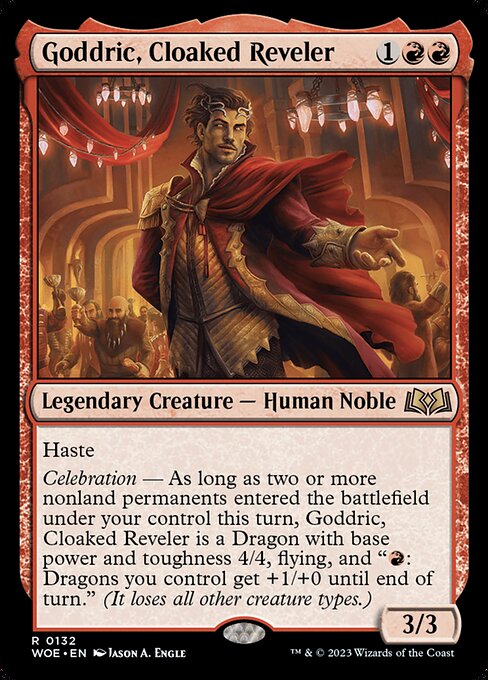 Goddric, Cloaked Reveler 1
Legendary Creature — Human Noble
Haste
Celebration — As long as two or more
nonland permanents entered the battlefield
under your control this turn, Goddric,
Cloaked Reveler is a Dragon with base
power and toughness 4/4, flying, and “:
Dragons you control get +1/+0 until end of
turn.” (It loses all other creature types.)
3/3
R 0132
WOE • EN Jason A. Engle
™ & © 2023 Wizards of the Coast